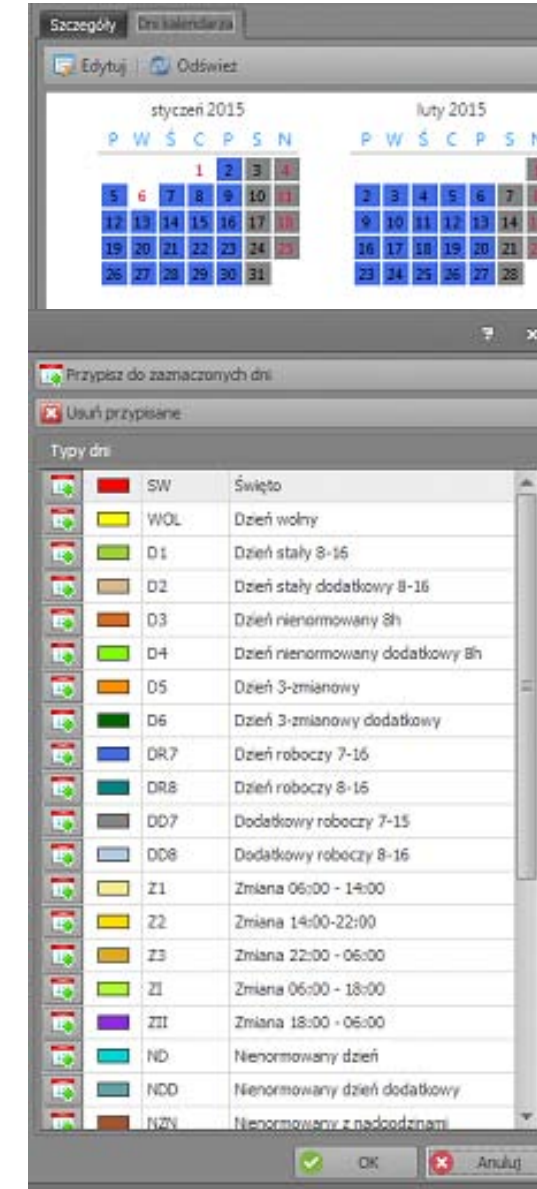 Szczegóły Dni kalendarza
Edytuj Odśwież
styczeń 2015 luty 2015
P W Ś C P S N P W Ś C P S N
1 2 3 4
5 6 7 8 9 10 11 2 3 4 5 6 7
12 13 14 15 16 17 18 9 10 11 12 13 14
19 20 21 22 23 24 25 16 17 18 19 20 21
26 27 28 29 30 31 23 24 25 26 27 28
Przypisz do zaznaczonych dni
Usuń przypisane
Typy dni
SW Święto
WOL Dzień wolny
D1 Dzień stały 8-16
D2 Dzień stały dodatkowy 8-16
D3 Dzień nienormowany 8h
D4 Dzień nienormowany dodatkowy 8h
D5 Dzień 3-zmianowy
D6 Dzień 3-zmianowy dodatkowy
DR7 Dzień roboczy 7-16
DR8 Dzień roboczy 8-16
DD7 Dodatkowy roboczy 7-15
DD8 Dodatkowy roboczy 8-16
Z1 Zmiana 06:00 - 14:00
Z2 Zmiana 14:00-22:00
Z3 Zmiana 22:00 - 06:00
ZI Zmiana 06:00 - 18:00
ZII Zmiana 18:00 - 06:00
ND Nienormowany dzień
NDD Nienormowany dzień dodatkowy
NZN Nienormowany z nadgodzinami
OK Anuluj